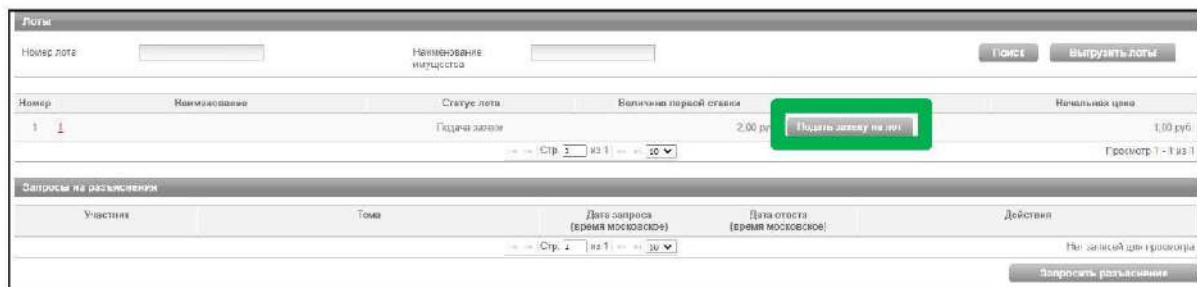 Лоты
Номер лота Наименование имущества Поиск Выгрузить лоты
Номер Наименование Статус лота Величина первой ставки Начальная цена
1 1 Подача заявок 2,00 ру Подать заявку на лот 1,00 руб.
Стр. 1 из 1 10 Просмотр 1 - 1 из 1
Запросы на разъяснения
Участник Тема Дата запроса (время московское) Дата ответа (время московское) Действия
Стр. 1 из 1 10 Нет записей для просмотра
Запросить разъяснение